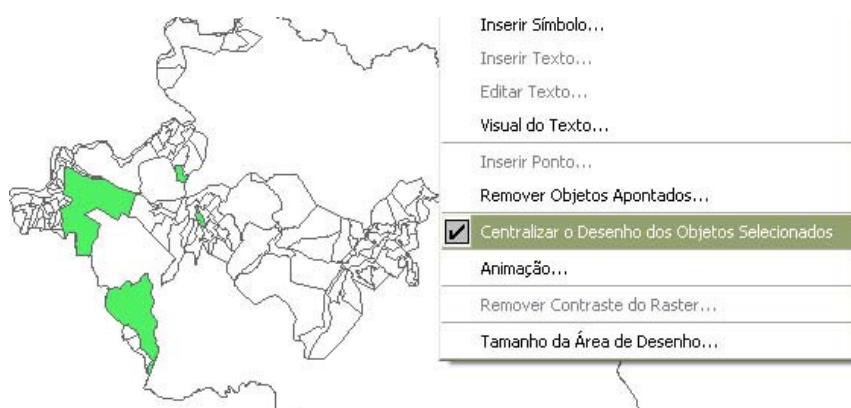 Inserir Símbolo...
Inserir Texto...
Editar Texto...
Visual do Texto...
Inserir Ponto...
Remover Objetos Apontados...
Centralizar o Desenho dos Objetos Selecionados
Animação...
Remover Contraste do Raster...
Tamanho da Área de Desenho...